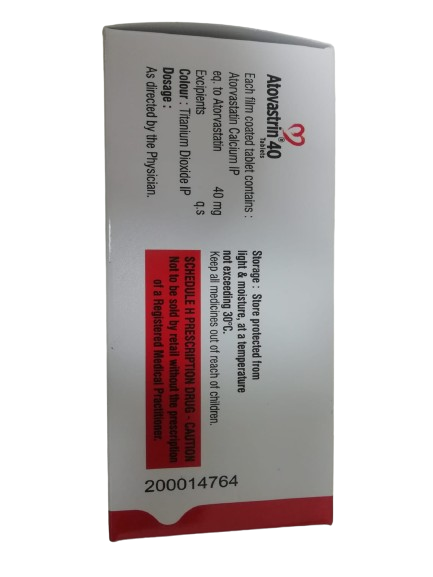 Atovastrin® 40
Tablets
Each film coated tablet contains :
Atorvastatin Calcium IP
eq. to Atorvastatin 40 mg
Excipients q.s
Colour : Titanium Dioxide IP
Dosage :
As directed by the Physician.
Storage : Store protected from
light & moisture, at a temperature
not exceeding 30°C.
Keep all medicines out of reach of children.
SCHEDULE H PRESCRIPTION DRUG - CAUTION
Not to be sold by retail without the prescription
of a Registered Medical Practitioner.
200014764